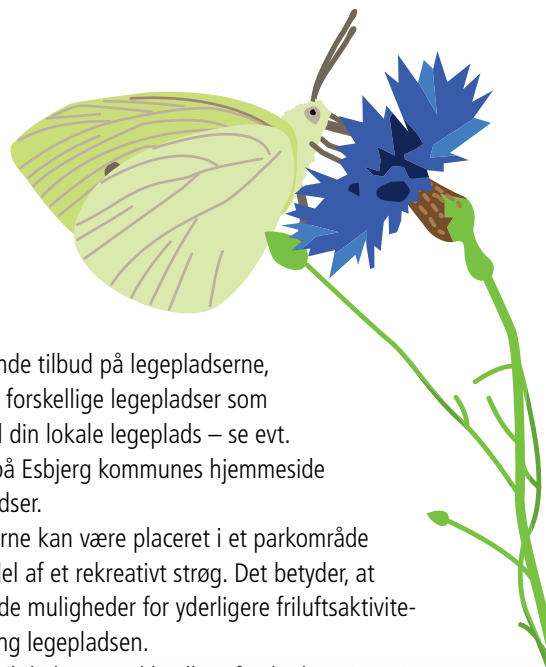 nde tilbud på legepladserne,
forskellige legepladser som
din lokale legeplads – se evt.
på Esbjerg kommunes hjemmeside
dser.
rne kan være placeret i et parkområde
del af et rekreativt strøg. Det betyder, at
de muligheder for yderligere friluftsaktivite-
ng legepladsen.